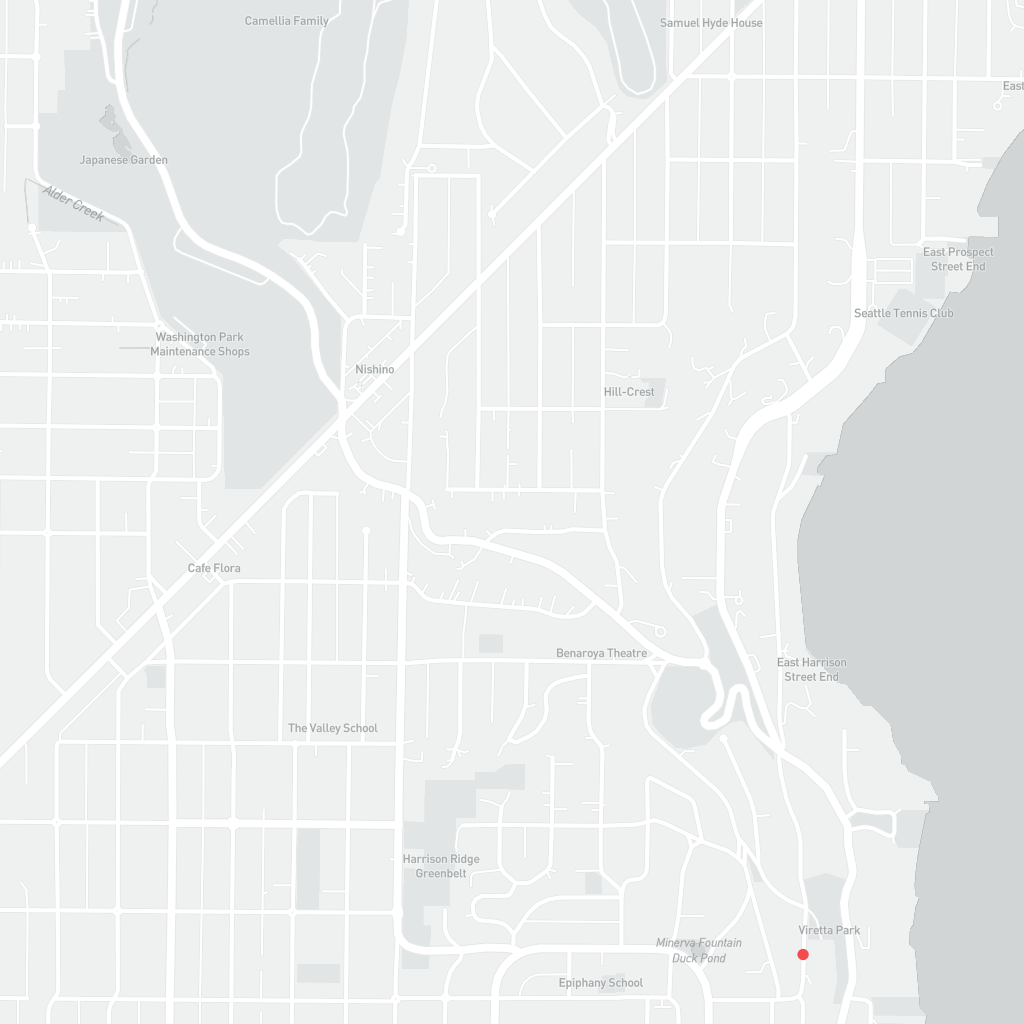 Camellia Family
Samuel Hyde House
East
Japanese Garden
Alder Creek
East Prospect
Street End
Seattle Tennis Club
Washington Park
Maintenance Shops
Nishino
Hill-Crest
Cafe Flora
Benaroya Theatre
East Harrison
Street End
The Valley School
Harrison Ridge
Greenbelt
Viretta Park
Minerva Fountain
Duck Pond
Epiphany School